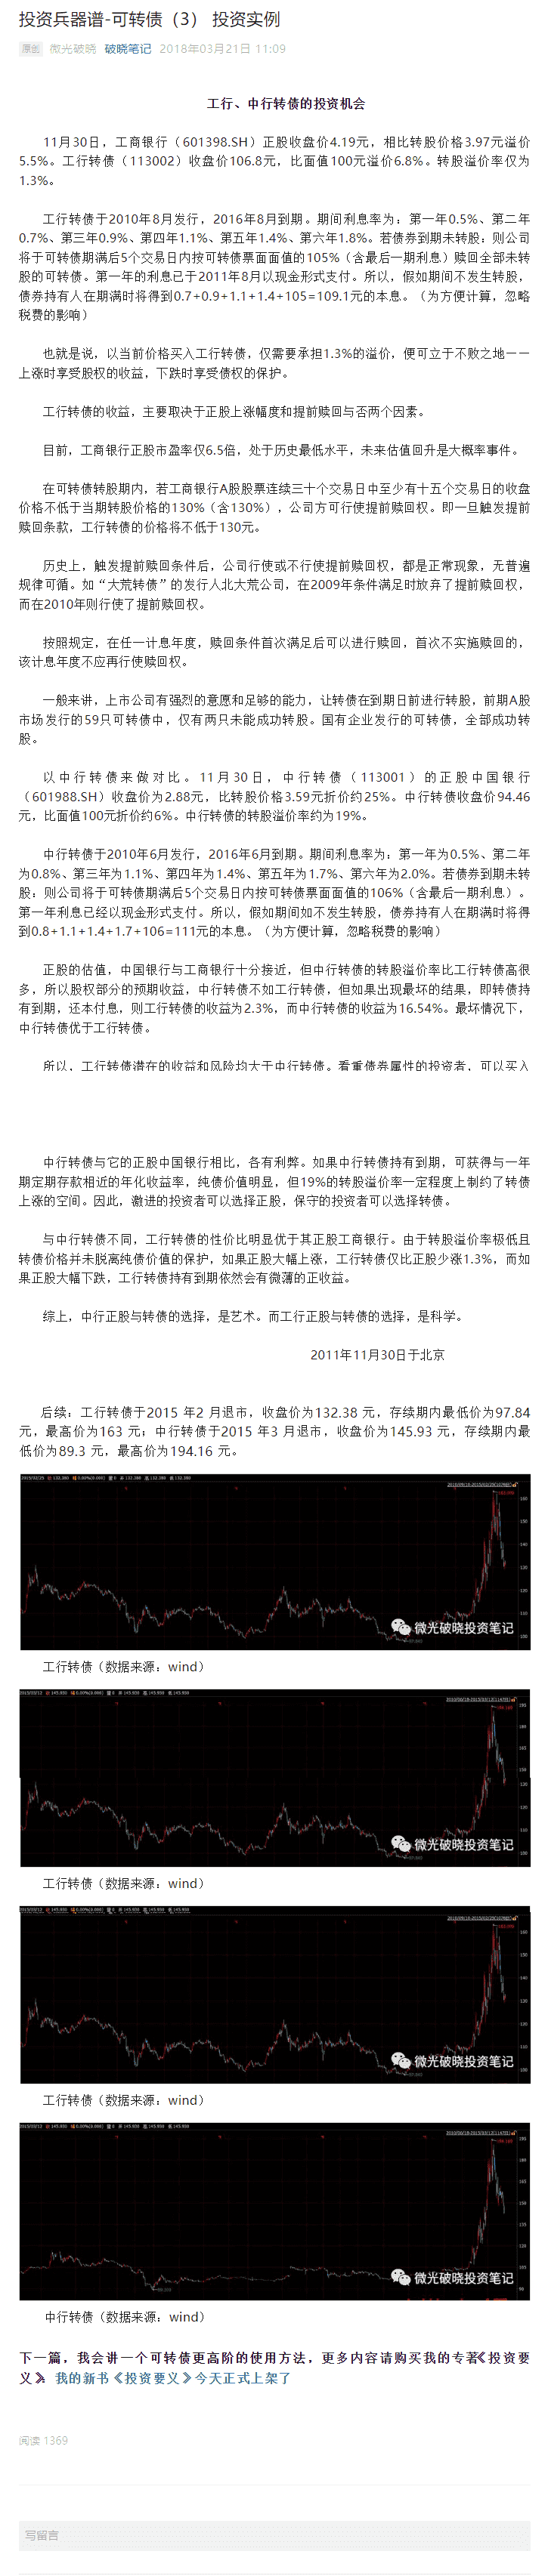 投资兵器谱-可转债（3） 投资实例
原创 微光破晓 破晓笔记 2018年03月21日 11:09
工行、中行转债的投资机会
11月30日，工商银行（601398.SH）正股收盘价4.19元，相比转股价格3.97元溢价
5.5%。工行转债（113002）收盘价106.8元，比面值100元溢价6.8%。转股溢价率仅为
1.3%。
工行转债于2010年8月发行，2016年8月到期。期间利息率为：第一年0.5%、第二年
0.7%、第三年0.9%、第四年1.1%、第五年1.4%、第六年1.8%。若债券到期未转股：则公司
将于可转债期满后5个交易日内按可转债票面面值的105%（含最后一期利息）赎回全部未转
股的可转债。第一年的利息已于2011年8月以现金形式支付。所以，假如期间不发生转股，
债券持有人在期满时将得到0.7+0.9+1.1+1.4+105=109.1元的本息。（为方便计算，忽略
税费的影响）
也就是说，以当前价格买入工行转债，仅需要承担1.3%的溢价，便可立于不败之地——
上涨时享受股权的收益，下跌时享受债权的保护。
工行转债的收益，主要取决于正股上涨幅度和提前赎回与否两个因素。
目前，工商银行正股市盈率仅6.5倍，处于历史最低水平，未来估值回升是大概率事件。
在可转债转股期内，若工商银行A股股票连续三十个交易日中至少有十五个交易日的收盘
价格不低于当期转股价格的130%（含130%），公司方可行使提前赎回权。即一旦触发提前
赎回条款，工行转债的价格将不低于130元。
历史上，触发提前赎回条件后，公司行使或不行使提前赎回权，都是正常现象，无普遍
规律可循。如“大荒转债”的发行人北大荒公司，在2009年条件满足时放弃了提前赎回权，
而在2010年则行使了提前赎回权。
按照规定，在任一计息年度，赎回条件首次满足后可以进行赎回，首次不实施赎回的，
该计息年度不应再行使赎回权。
一般来讲，上市公司有强烈的意愿和足够的能力，让转债在到期日前进行转股，前期A股
市场发行的59只可转债中，仅有两只未能成功转股。国有企业发行的可转债，全部成功转
股。
以中行转债来做对比。11月30日，中行转债（113001）的正股中国银行
（601988.SH）收盘价为2.88元，比转股价格3.59元折价约25%。中行转债收盘价94.46
元，比面值100元折价约6%。中行转债的转股溢价率约为19%。
中行转债于2010年6月发行，2016年6月到期。期间利息率为：第一年为0.5%、第二年
为0.8%、第三年为1.1%、第四年为1.4%、第五年为1.7%、第六年为2.0%。若债券到期未转
股：则公司将于可转债期满后5个交易日内按可转债票面面值的106%（含最后一期利息）。
第一年利息已经以现金形式支付。所以，假如期间如不发生转股，债券持有人在期满时将得
到0.8+1.1+1.4+1.7+106=111元的本息。（为方便计算，忽略税费的影响）
正股的估值，中国银行与工商银行十分接近，但中行转债的转股溢价率比工行转债高很
多，所以股权部分的预期收益，中行转债不如工行转债，但如果出现最坏的结果，即转债持
有到期，还本付息，则工行转债的收益为2.3%，而中行转债的收益为16.54%。最坏情况下，
中行转债优于工行转债。
所以，工行转债潜在的收益和风险均大于中行转债。看重债券属性的投资者，可以买入
中行转债与它的正股中国银行相比，各有利弊。如果中行转债持有到期，可获得与一年
期定期存款相近的年化收益率，纯债价值明显，但19%的转股溢价率一定程度上制约了转债
上涨的空间。因此，激进的投资者可以选择正股，保守的投资者可以选择转债。
与中行转债不同，工行转债的性价比明显优于其正股工商银行。由于转股溢价率极低且
转债价格并未脱离纯债价值的保护，如果正股大幅上涨，工行转债仅比正股少涨1.3%，而如
果正股大幅下跌，工行转债持有到期依然会有微薄的正收益。
综上，中行正股与转债的选择，是艺术。而工行正股与转债的选择，是科学。
2011年11月30日于北京
后续：工行转债于2015 年2 月退市，收盘价为132.38 元，存续期内最低价为97.84
元，最高价为163 元；中行转债于2015 年3 月退市，收盘价为145.93 元，存续期内最
低价为89.3 元，最高价为194.16 元。
微光破晓投资笔记
工行转债（数据来源：wind）
微光破晓投资笔记
工行转债（数据来源：wind）
微光破晓投资笔记
工行转债（数据来源：wind）
微光破晓投资笔记
中行转债（数据来源：wind）
下一篇，我会讲一个可转债更高阶的使用方法，更多内容请购买我的专著《投资要
义》 我的新书《投资要义》今天正式上架了
阅读 1369
写留言